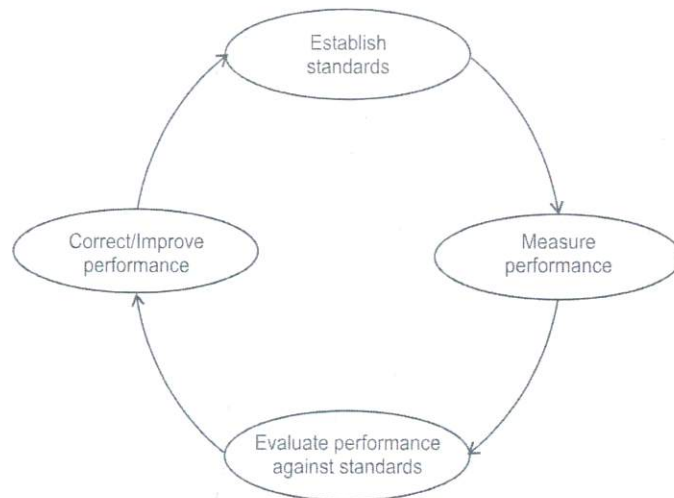 Establish
standards
Measure
performance
Evaluate performance
against standards
Correct/Improve
performance